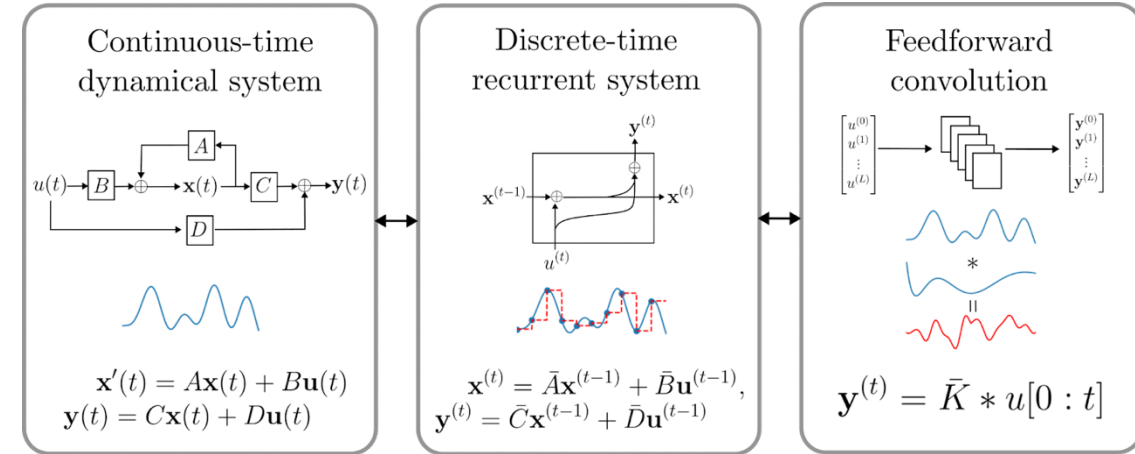 Continuous-time
dynamical system
A
u(t)
B
⊕
x(t)
C
⊕
y(t)
D
x′(t) = Ax(t) + Bu(t)
y(t) = Cx(t) + Du(t)
Discrete-time
recurrent system
y^(t)
⊕
x^(t−1)
⊕
x^(t)
u^(t)
x^(t) = Āx^(t−1) + B̄u^(t−1),
y^(t) = C̄x^(t−1) + D̄u^(t−1)
Feedforward
convolution
u^(0)
u^(1)
⋮
u^(L)
y^(0)
y^(1)
⋮
y^(L)
*
=
y^(t) = K̄ * u[0 : t]